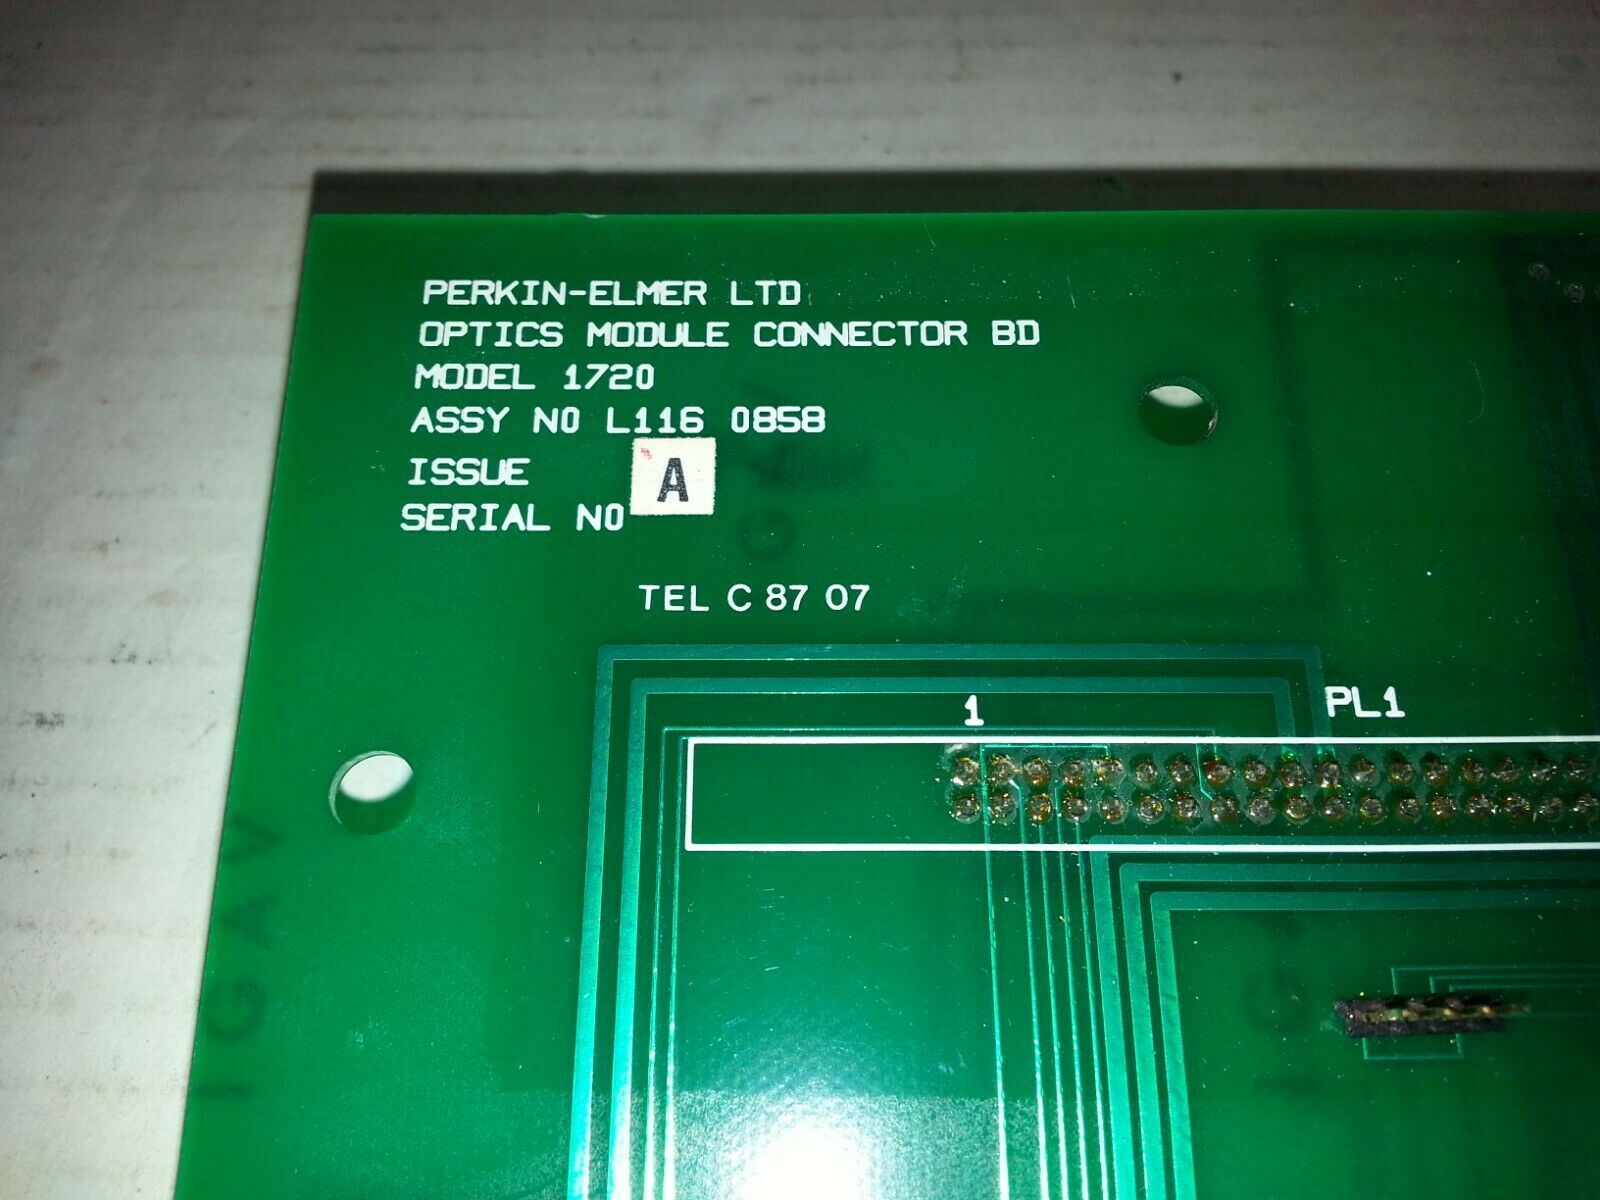 PERKIN-ELMER LTD
OPTICS MODULE CONNECTOR BD
MODEL 1720
ASSY NO L116 0858
ISSUE A
SERIAL NO
TEL C 87 07
1
PL1